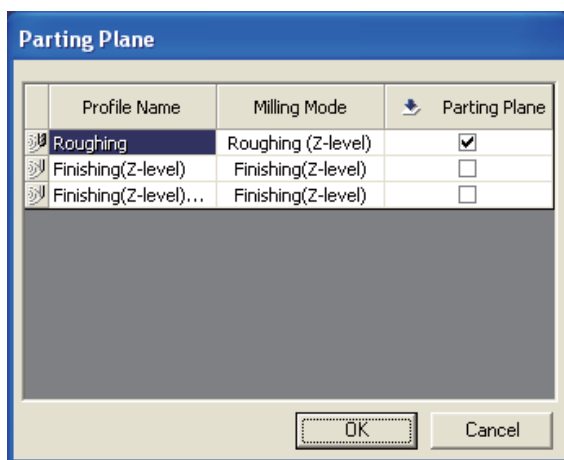 Parting Plane
Profile Name Milling Mode Parting Plane
Roughing Roughing (Z-level)
Finishing(Z-level) Finishing(Z-level)
Finishing(Z-level)... Finishing(Z-level)
OK Cancel